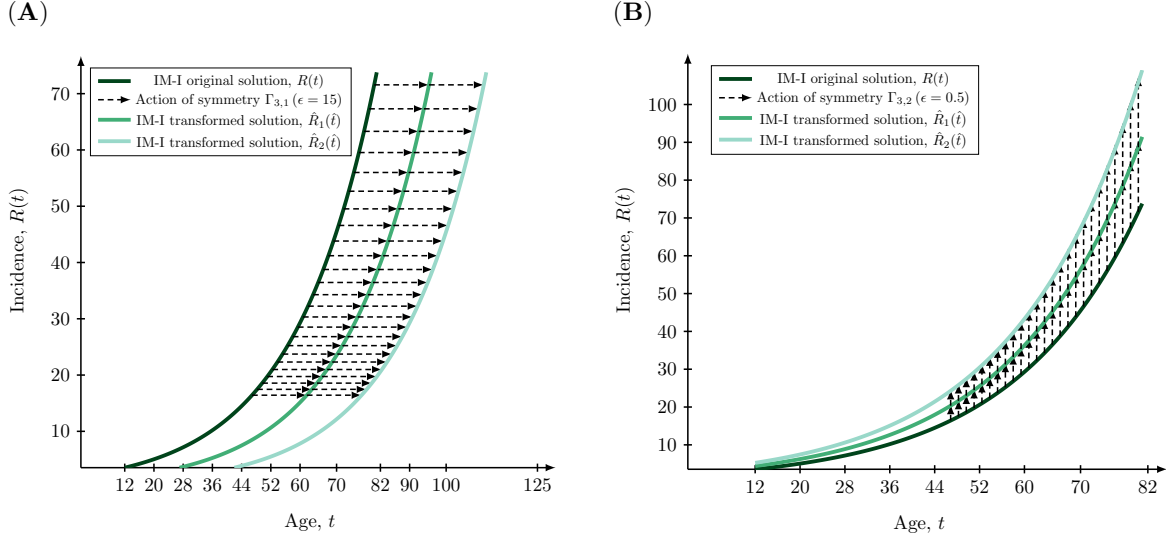 (A)
IM-I original solution, R(t)
Action of symmetry Γ3,1 (ϵ = 15)
IM-I transformed solution, R̂1(t̂)
IM-I transformed solution, R̂2(t̂)
Incidence, R(t)
70
60
50
40
30
20
10
12 20 28 36 44 52 60 70 82 90 100 125
Age, t
(B)
IM-I original solution, R(t)
Action of symmetry Γ3,2 (ϵ = 0.5)
IM-I transformed solution, R̂1(t̂)
IM-I transformed solution, R̂2(t̂)
Incidence, R(t)
100
90
80
70
60
50
40
30
20
10
12 20 28 36 44 52 60 70 82
Age, t